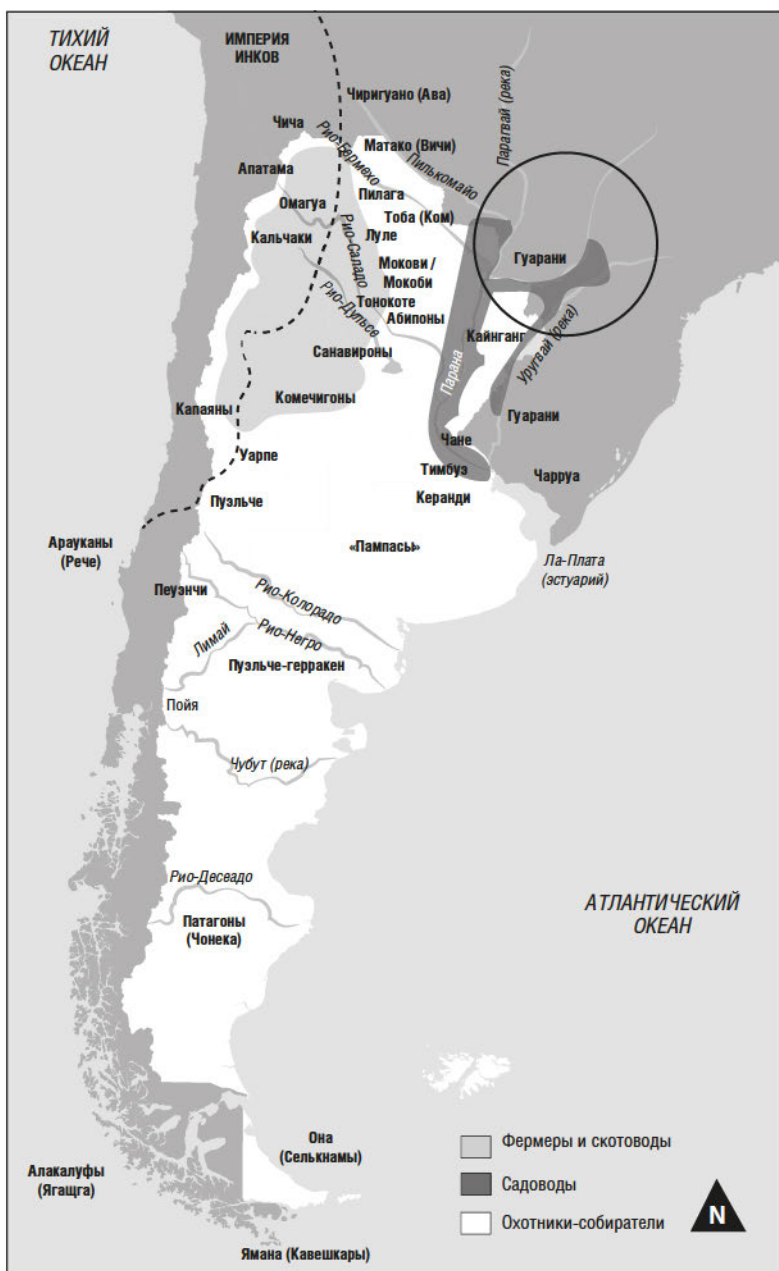 ТИХИЙ
ОКЕАН
ИМПЕРИЯ
ИНКОВ
Чиригуано (Ава)
Парагвай (река)
Чича
Рио-Бермехо
Матако (Вичи)
Пилькомайо
Апатама
Пилага
Омагуа
Тоба (Ком)
Кальчаки
Рио-Саладо
Луле
Гуарани
Мокови /
Мокоби
Рио-Дульсе
Тонокоте
Абипоны
Кайнганг
Уругвай (река)
Санавироны
Парана
Комечигоны
Капаяны
Гуарани
Чане
Уарпе
Тимбуэ
Чарруа
Пуэльче
Керанди
Арауканы
(Рече)
«Пампасы»
Ла-Плата
(эстуарий)
Пеуэнчи
Рио-Колорадо
Лимай
Рио-Негро
Пуэльче-герракен
Пойя
Чубут (река)
Рио-Десеадо
Патагоны
(Чонека)
АТЛАНТИЧЕСКИЙ
ОКЕАН
Она
(Селькнамы)
Алакалуфы
(Ягащга)
Ямана (Кавешкары)
Фермеры и скотоводы
Садоводы
Охотники-собиратели
N